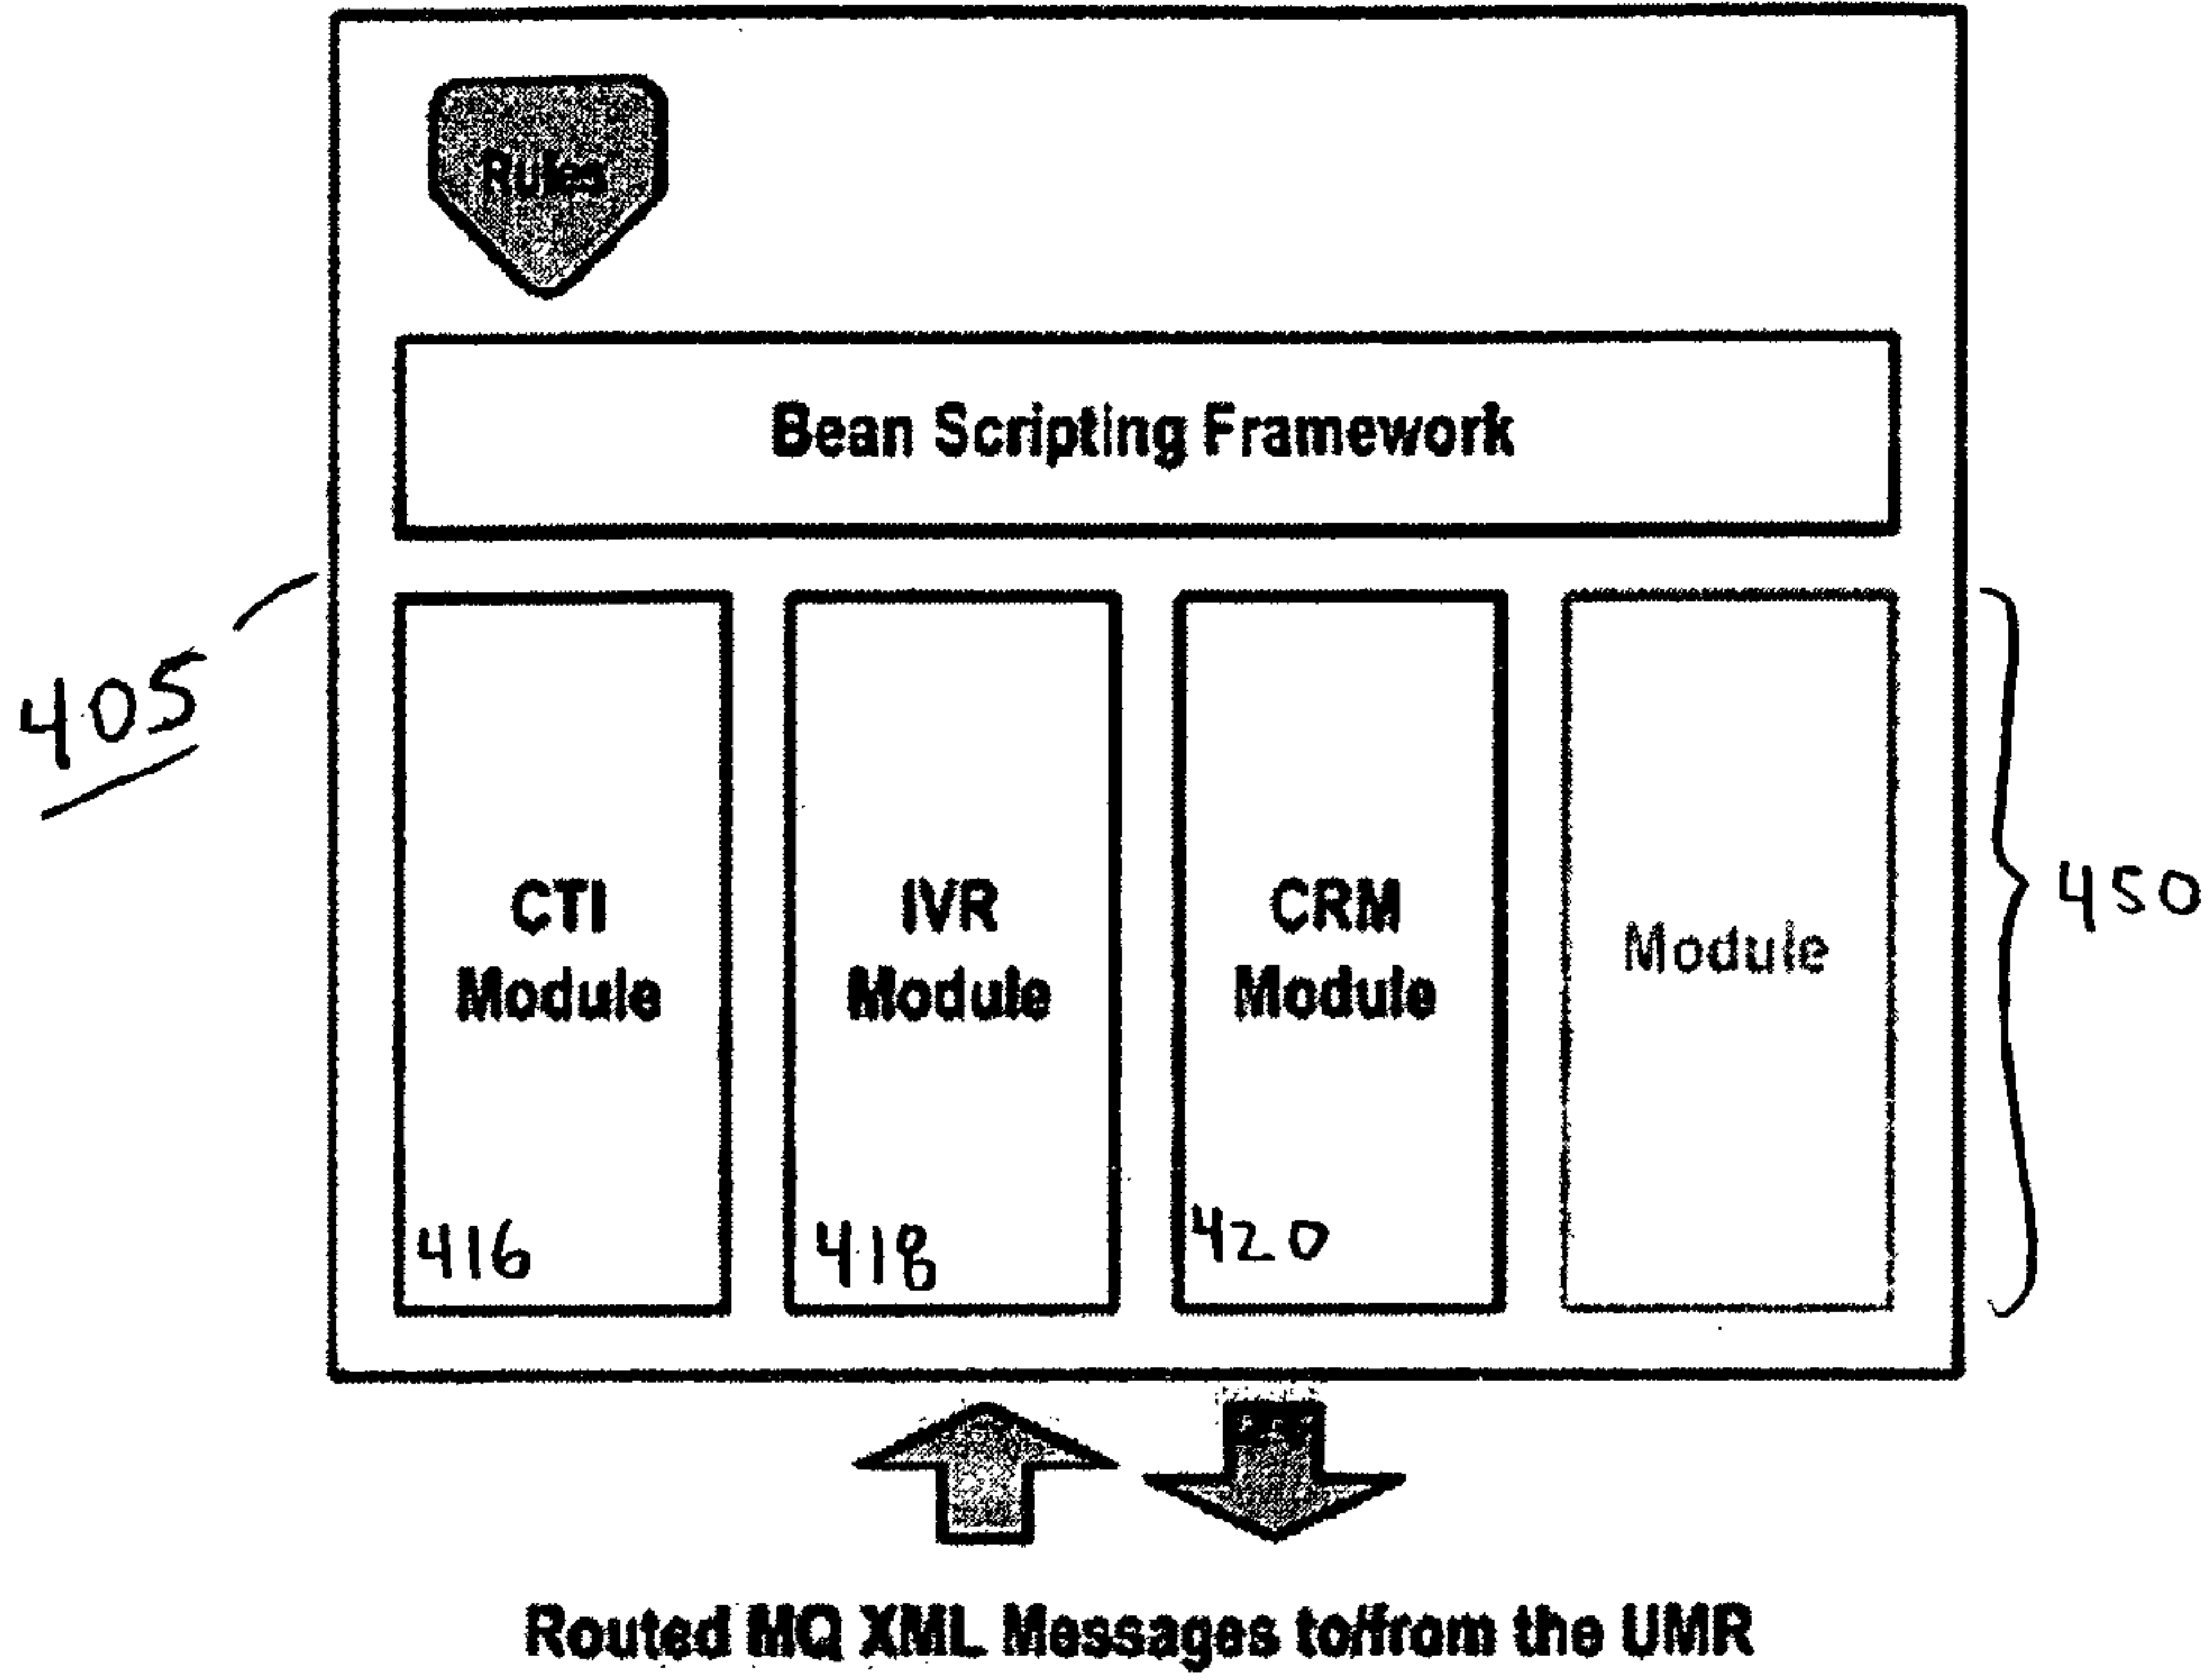 Rules
Bean Scripting Framework
405
CTI
Module
416
IVR
Module
418
CRM
Module
420
Module
450
Routed MQ XML Messages to/from the UMR